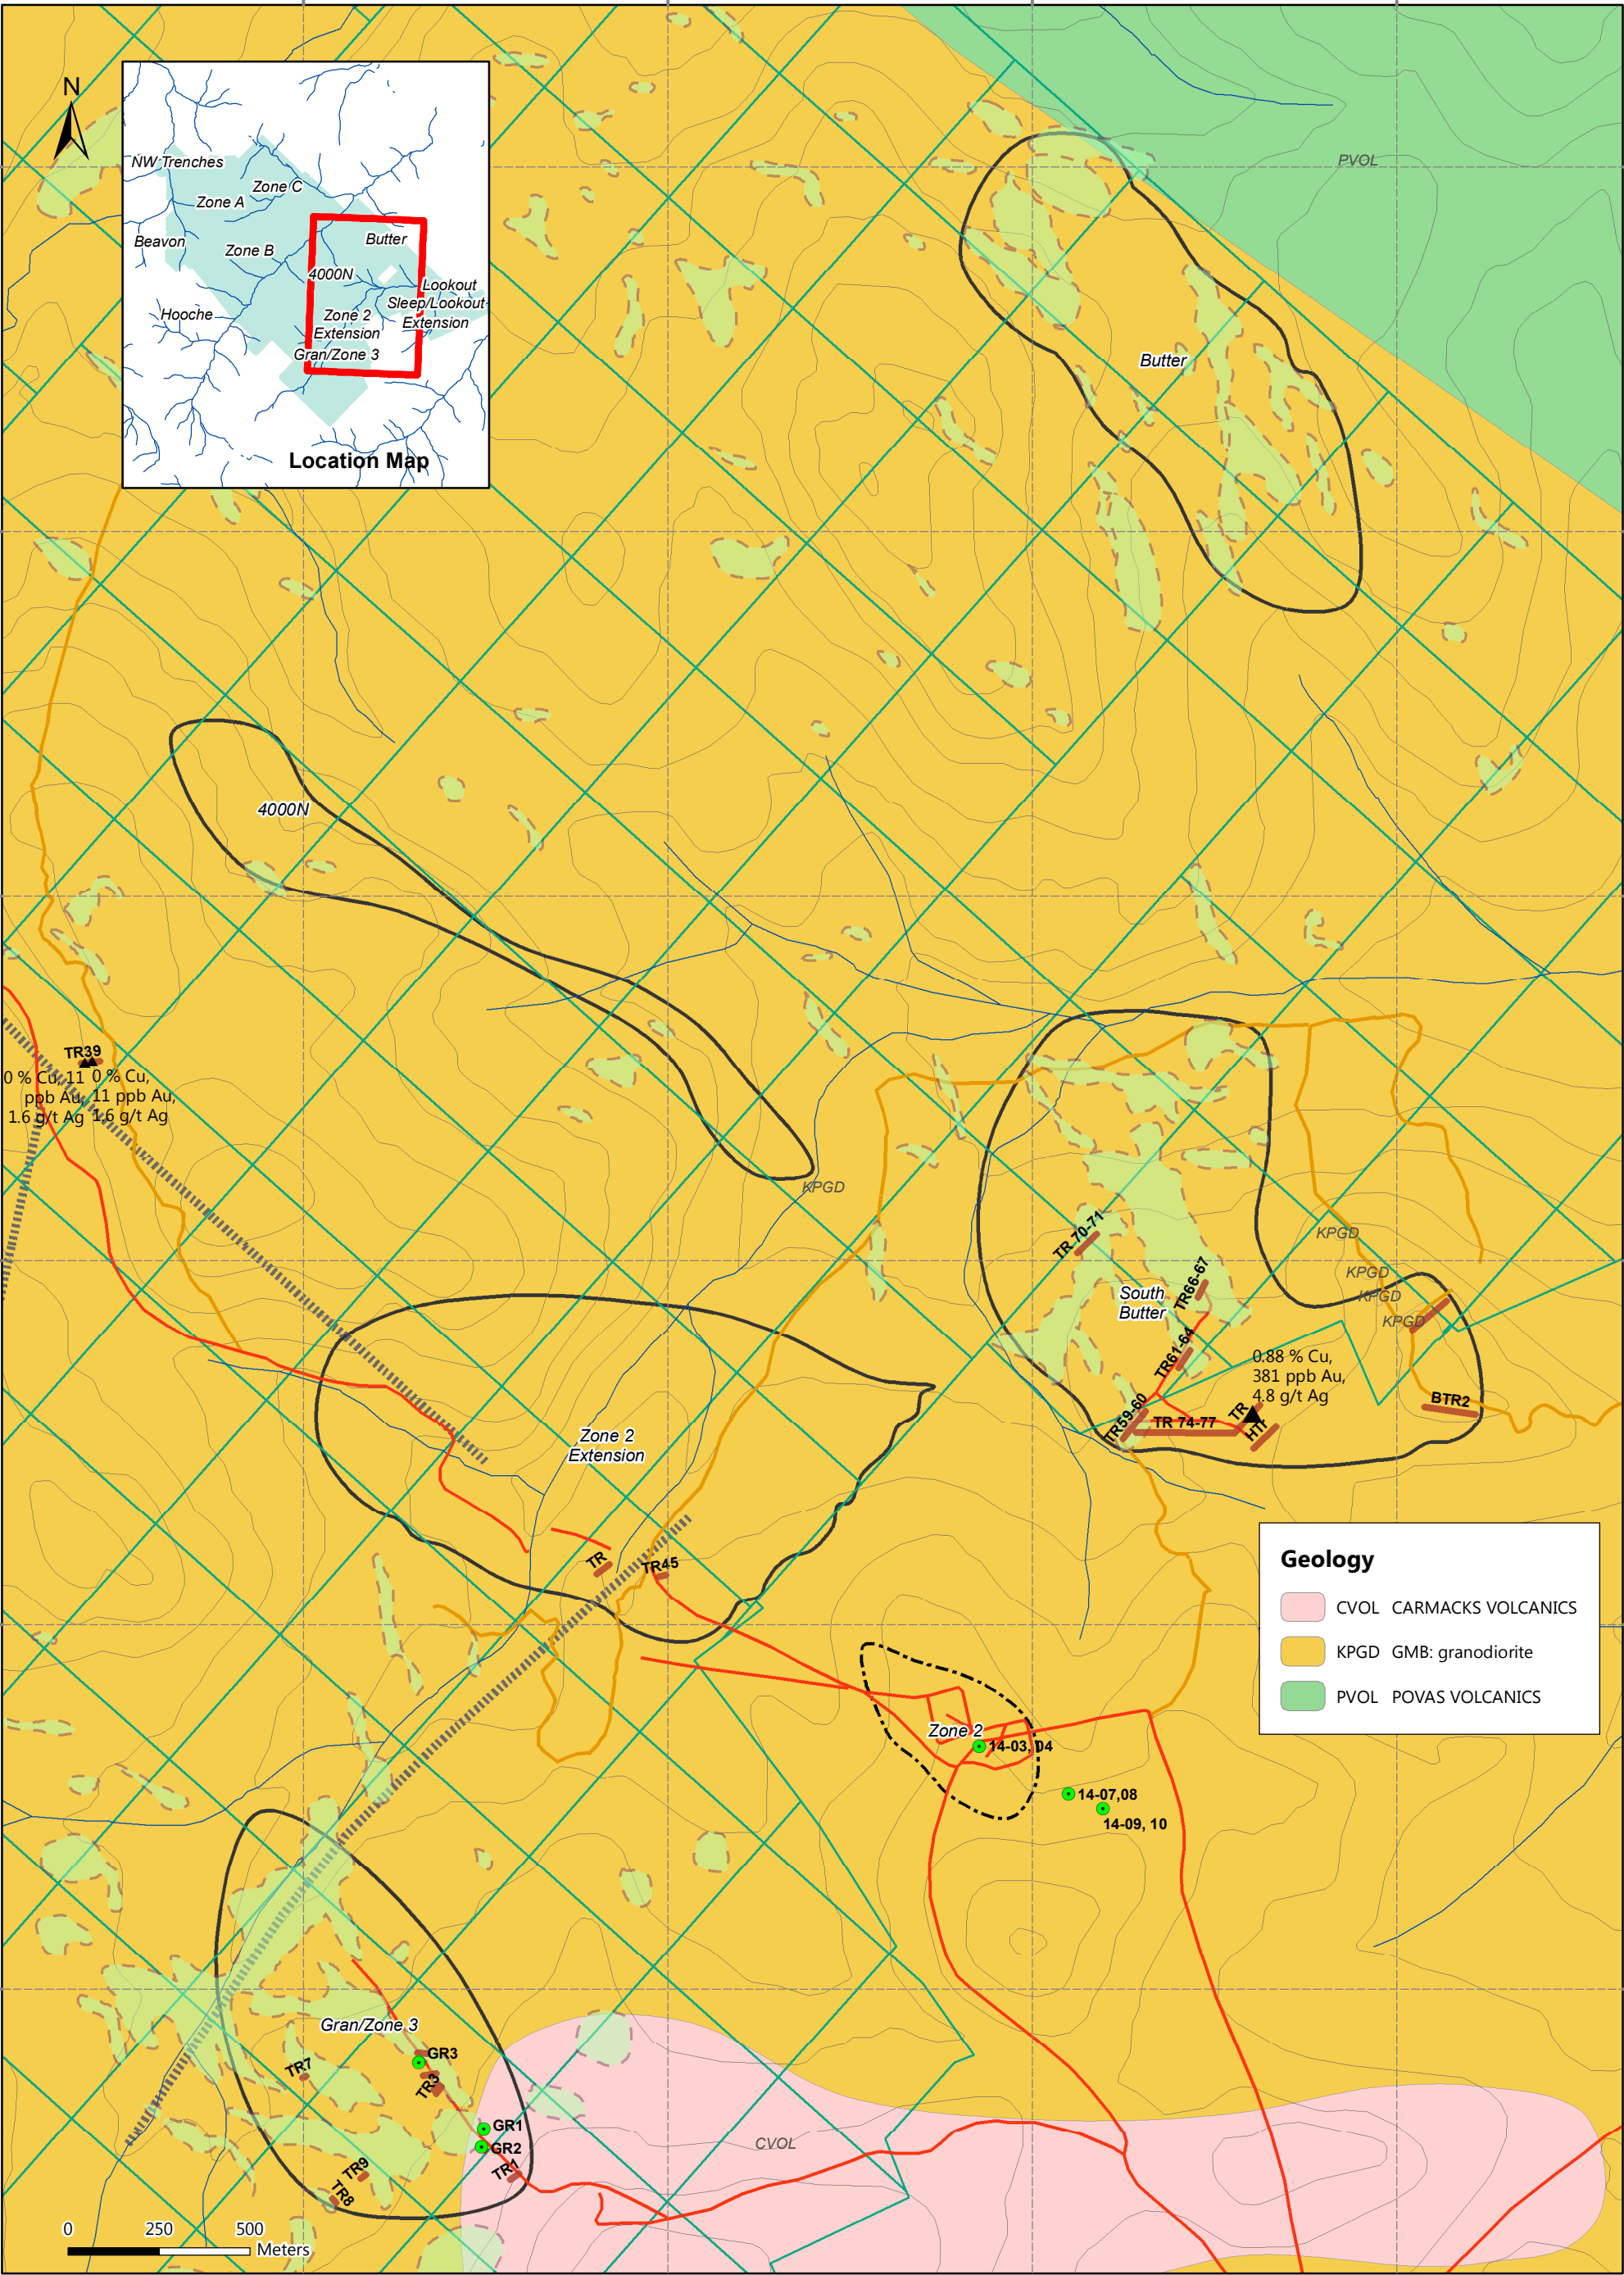 N
NW Trenches
Zone C
Zone A
Beavon
Zone B
Butter
4000N
Lookout
Sleep/Lookout
Extension
Hooche
Zone 2
Extension
Gran/Zone 3
Location Map
PVOL
Butter
4000N
TR39
0 % Cu, 11
ppb Au,
1.6 g/t Ag
0 % Cu,
11 ppb Au,
1.6 g/t Ag
KPGD
TR 70-71
TR66-67
South
Butter
KPGD
KPGD
KPGD
KPGD
TR61-64
0.88 % Cu,
381 ppb Au,
4.8 g/t Ag
TR59-60
TR 74-77
TR
HTr
BTR2
Zone 2
Extension
TR
TR45
Geology
CVOL CARMACKS VOLCANICS
KPGD GMB: granodiorite
PVOL POVAS VOLCANICS
Zone 2
14-03, 04
14-07,08
14-09, 10
Gran/Zone 3
GR3
TR7
TR3
GR1
GR2
TR1
TR9
TR8
CVOL
0 250 500
Meters